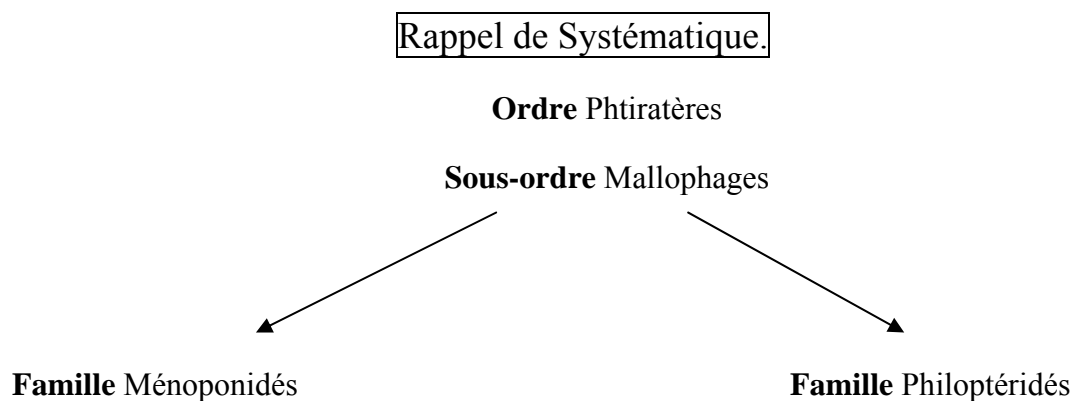 Rappel de Systématique.
Ordre Phtiratères
Sous-ordre Mallophages
Famille Ménoponidés
Famille Philoptéridés